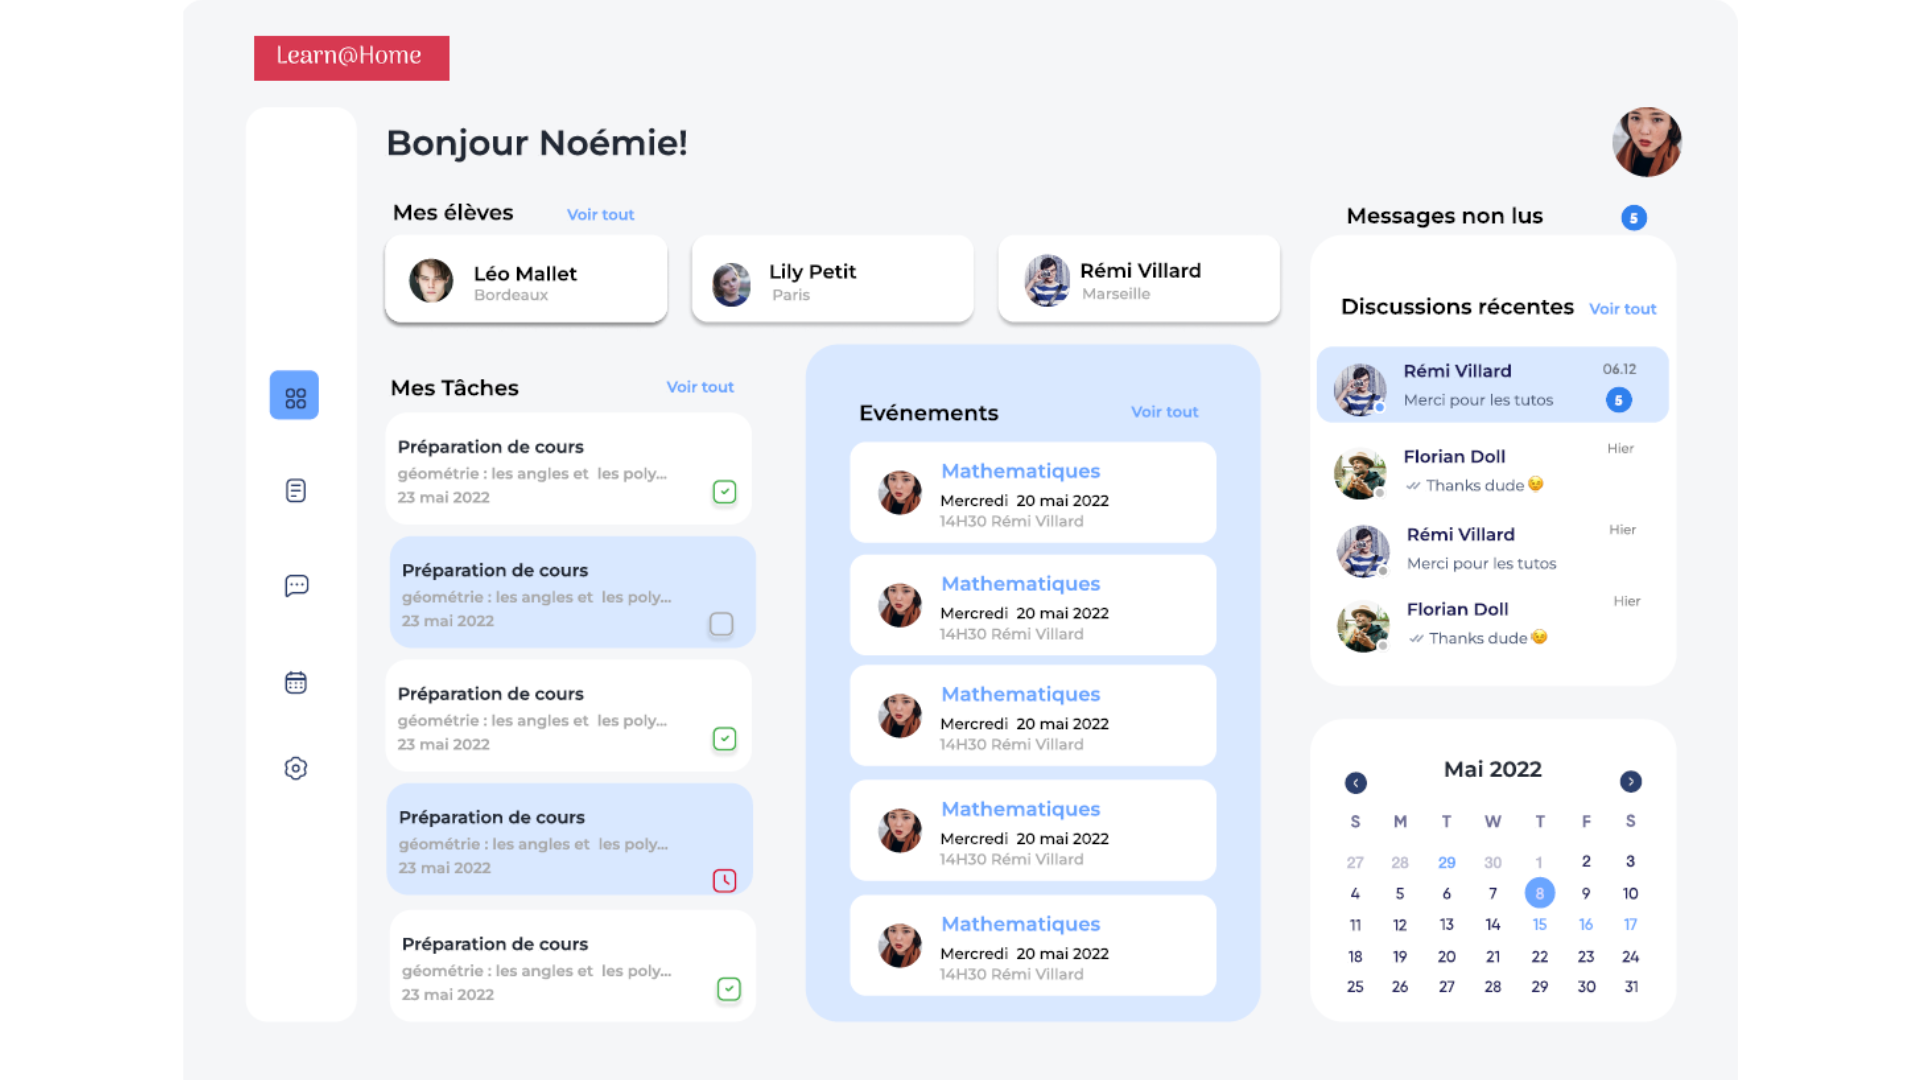 Learn@Home
Bonjour Noémie!
Mes élèves
Voir tout
Léo Mallet
Bordeaux
Lily Petit
Paris
Rémi Villard
Marseille
Mes Tâches
Voir tout
Préparation de cours
géométrie : les angles et les poly...
23 mai 2022
Préparation de cours
géométrie : les angles et les poly...
23 mai 2022
Préparation de cours
géométrie : les angles et les poly...
23 mai 2022
Préparation de cours
géométrie : les angles et les poly...
23 mai 2022
Préparation de cours
géométrie : les angles et les poly...
23 mai 2022
Evénements
Voir tout
Mathematiques
Mercredi 20 mai 2022
14H30 Rémi Villard
Mathematiques
Mercredi 20 mai 2022
14H30 Rémi Villard
Mathematiques
Mercredi 20 mai 2022
14H30 Rémi Villard
Mathematiques
Mercredi 20 mai 2022
14H30 Rémi Villard
Mathematiques
Mercredi 20 mai 2022
14H30 Rémi Villard
Messages non lus
5
Discussions récentes
Voir tout
Rémi Villard
06.12
Merci pour les tutos
5
Florian Doll
Hier
Thanks dude😉
Rémi Villard
Hier
Merci pour les tutos
Florian Doll
Hier
Thanks dude😉
Mai 2022
S M T W T F S
27 28 29 30 1 2 3
4 5 6 7 8 9 10
11 12 13 14 15 16 17
18 19 20 21 22 23 24
25 26 27 28 29 30 31